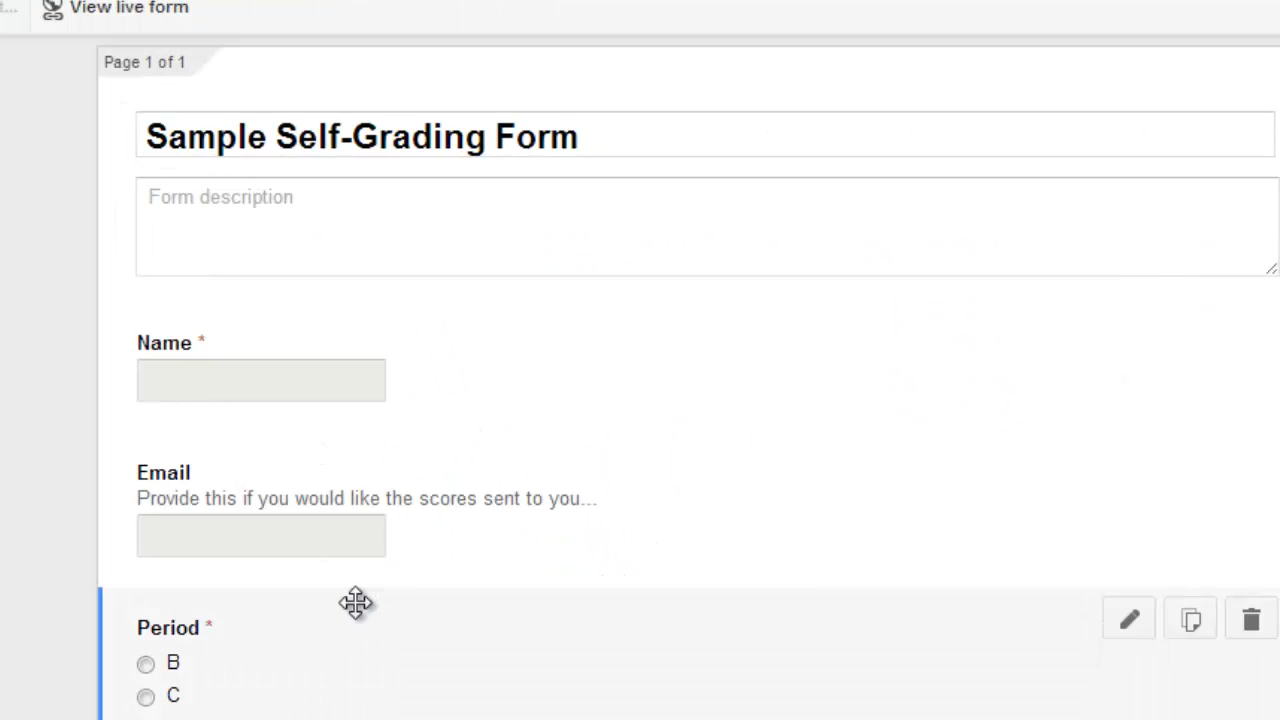 View live form
Page 1 of 1
Sample Self-Grading Form
Form description
Name *
Email
Provide this if you would like the scores sent to you...
Period *
B
C